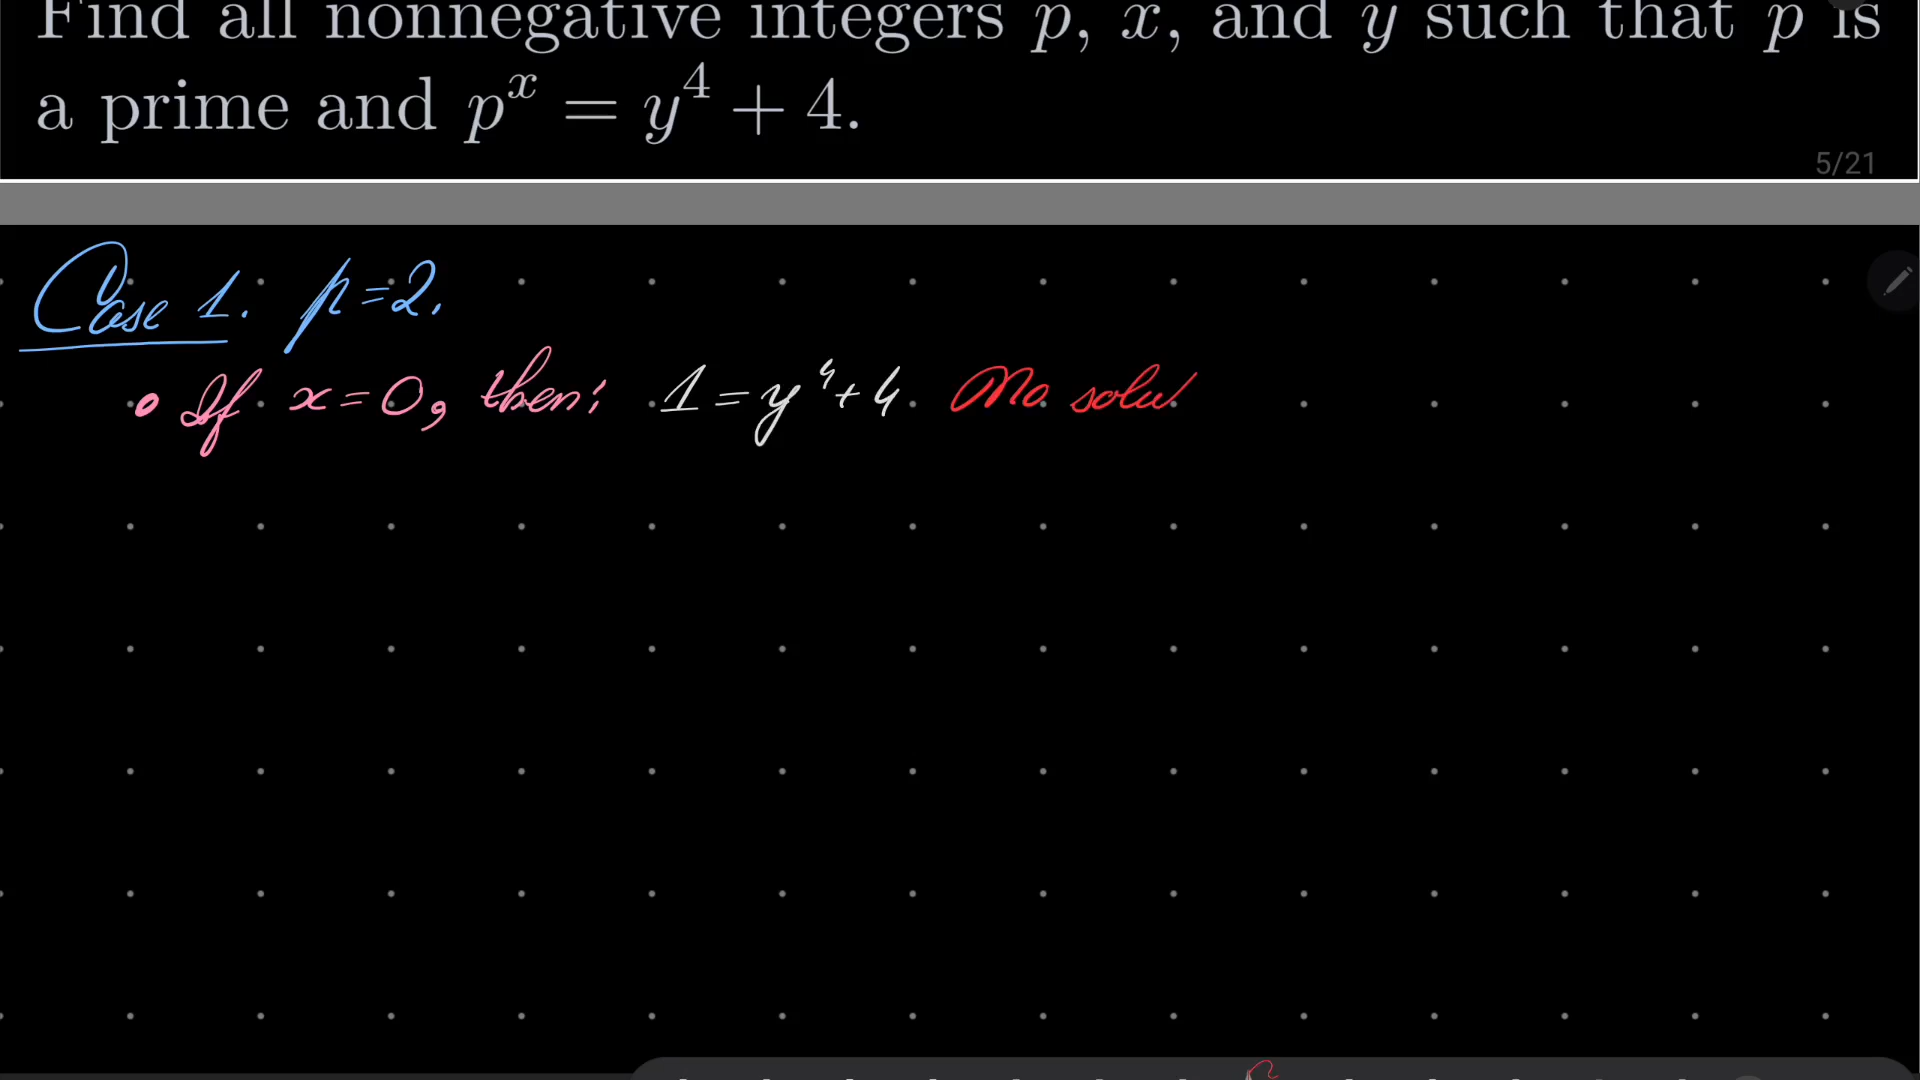 Find all nonnegative integers p, x, and y such that p is
a prime and p^x = y^4 + 4.
5/21
Case 1. p=2.
• If x=0, then: 1=y^4+4 No solu